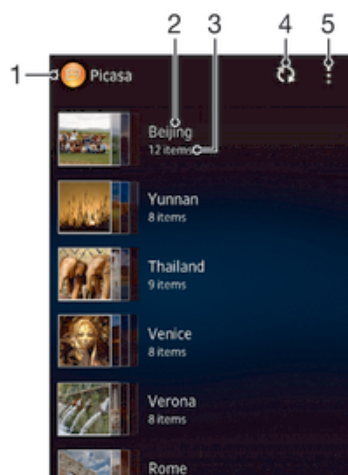 2 3 4 5
1 Picasa
Beijing
12 items
Yunnan
8 items
Thailand
9 items
Venice
8 items
Verona
8 items
Rome